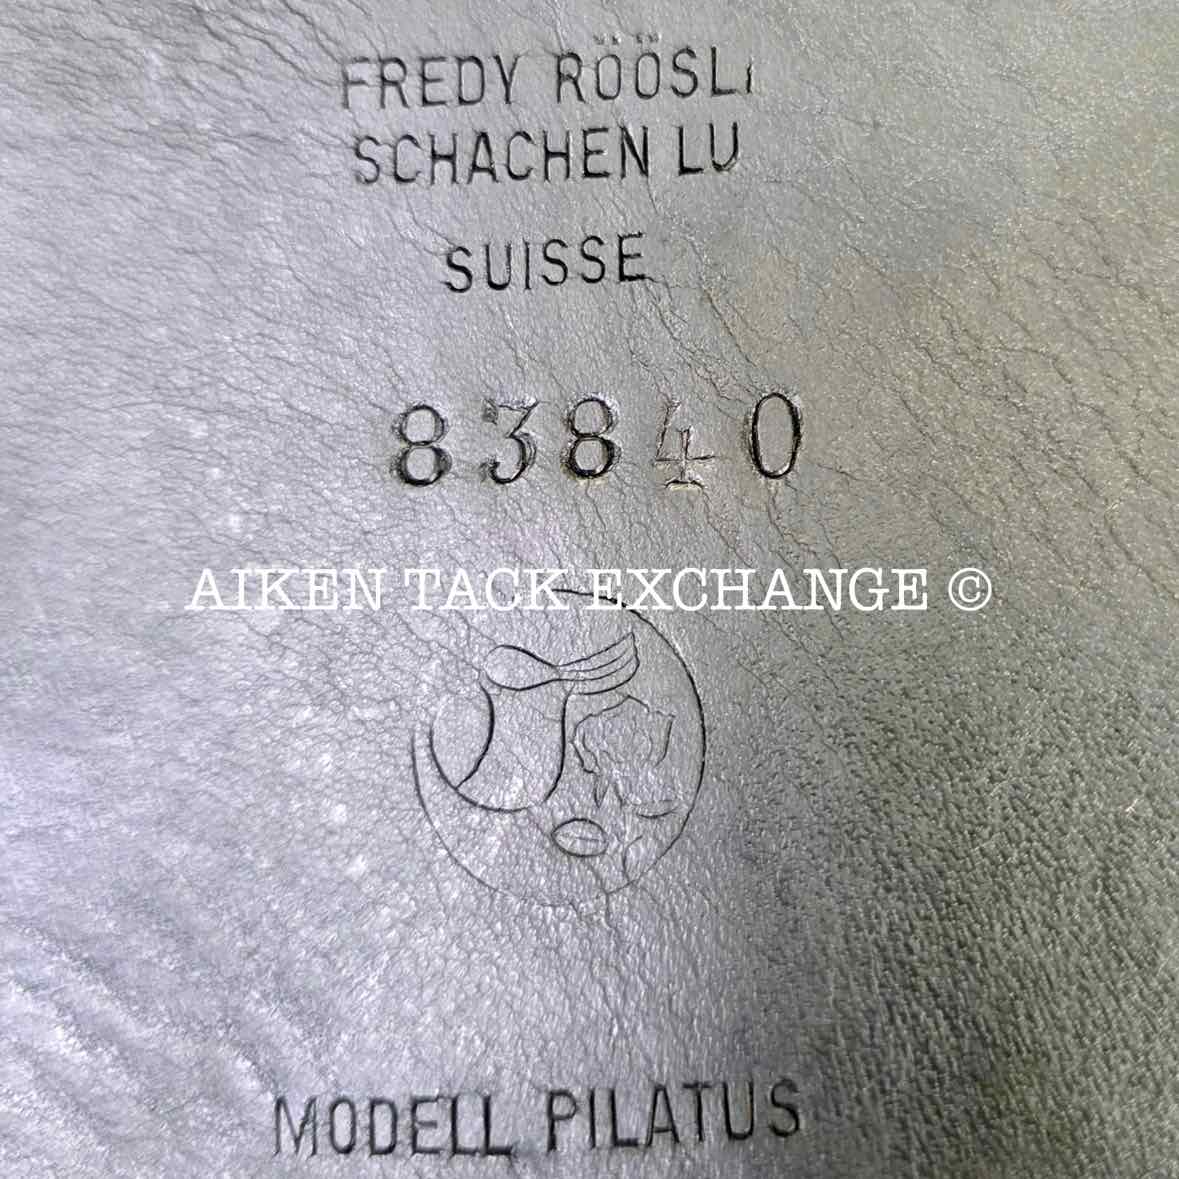 FREDY RÖÖSLi
SCHACHEN LU
SUISSE
83840
AIKEN TACK EXCHANGE ©
MODELL PILATUS